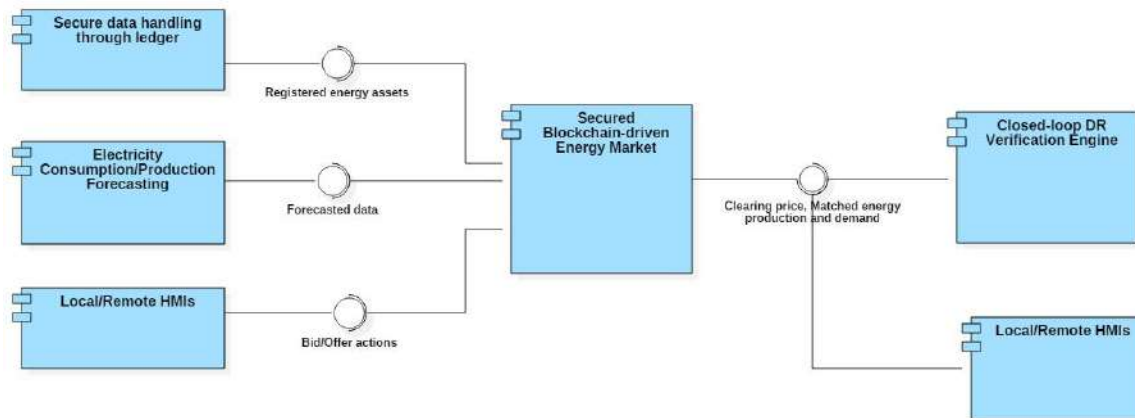 Secure data handling
through ledger
Registered energy assets
Electricity
Consumption/Production
Forecasting
Forecasted data
Local/Remote HMIs
Bid/Offer actions
Secured
Blockchain-driven
Energy Market
Clearing price, Matched energy
production and demand
Closed-loop DR
Verification Engine
Local/Remote HMIs